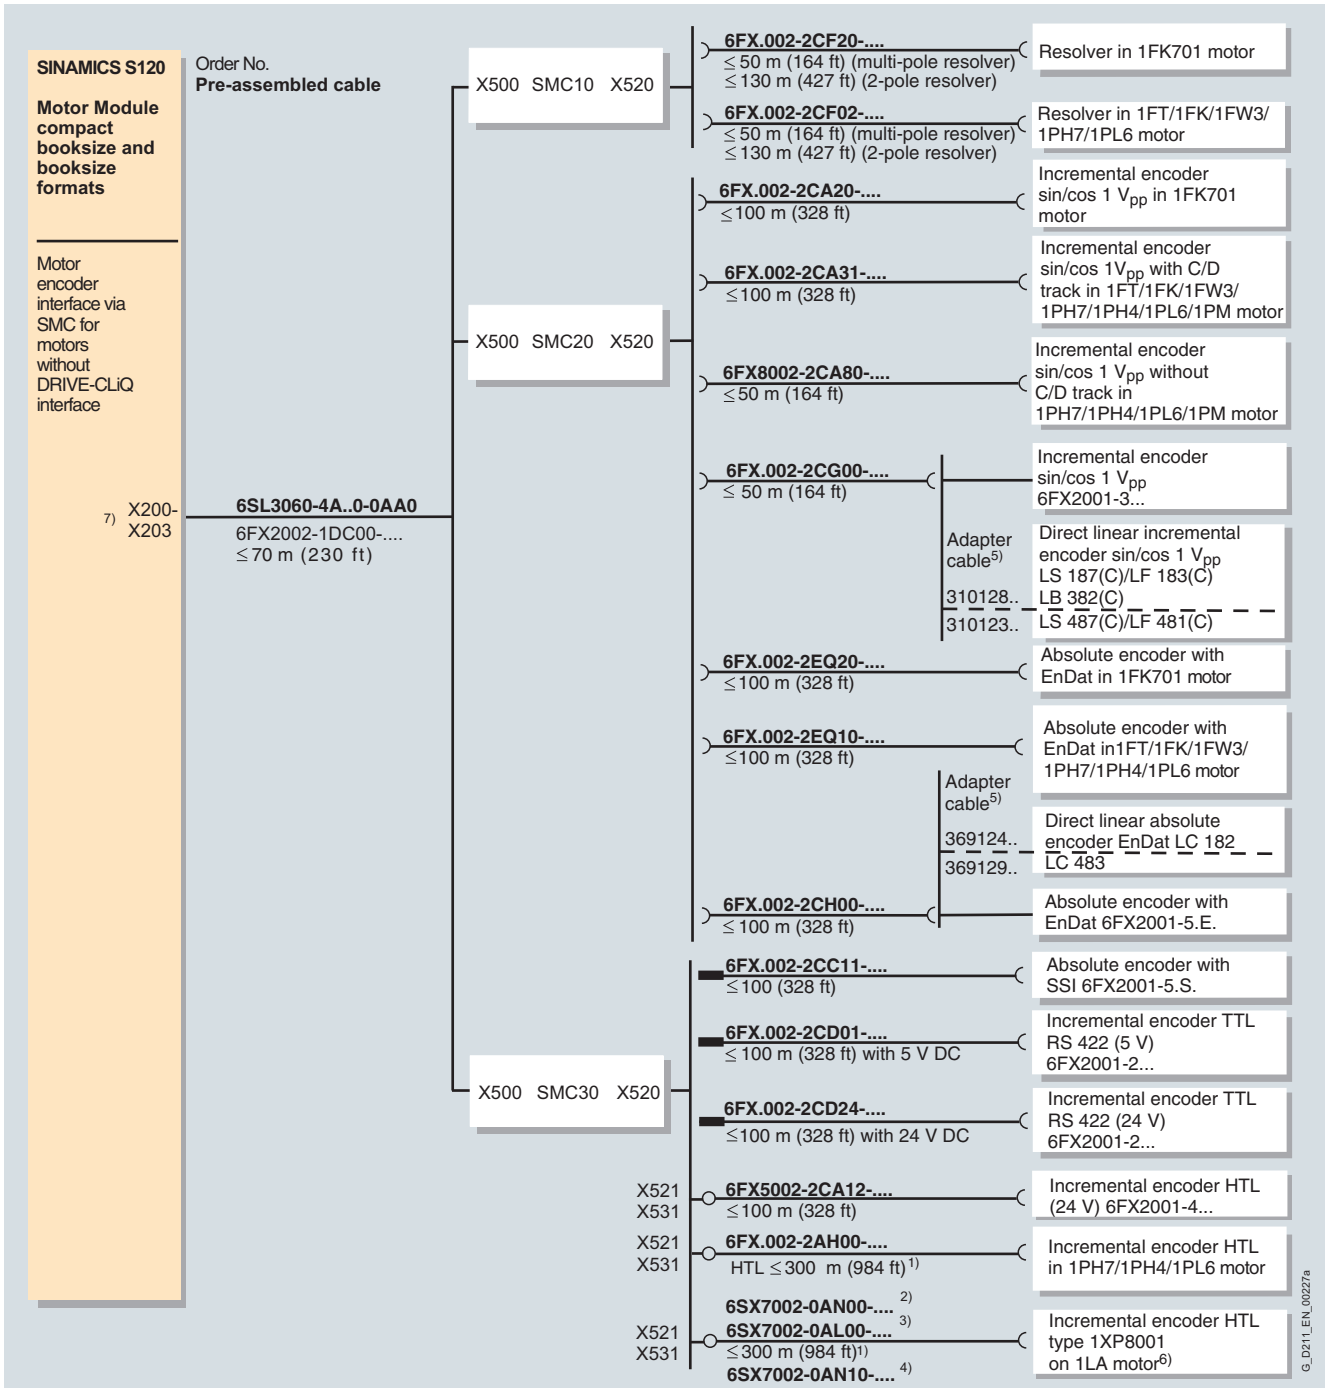 SINAMICS S120
Motor Module
compact
booksize and
booksize
formats
Motor
encoder
interface via
SMC for
motors
without
DRIVE-CLiQ
interface
7) X200-
X203
Order No.
Pre-assembled cable
6SL3060-4A..0-0AA0
6FX2002-1DC00-....
≤ 70 m (230 ft)
X500 SMC10 X520
6FX.002-2CF20-....
≤ 50 m (164 ft) (multi-pole resolver)
≤ 130 m (427 ft) (2-pole resolver)
Resolver in 1FK701 motor
6FX.002-2CF02-....
≤ 50 m (164 ft) (multi-pole resolver)
≤ 130 m (427 ft) (2-pole resolver)
Resolver in 1FT/1FK/1FW3/
1PH7/1PL6 motor
X500 SMC20 X520
6FX.002-2CA20-....
≤ 100 m (328 ft)
Incremental encoder
sin/cos 1 Vpp in 1FK701
motor
6FX.002-2CA31-....
≤ 100 m (328 ft)
Incremental encoder
sin/cos 1Vpp with C/D
track in 1FT/1FK/1FW3/
1PH7/1PH4/1PL6/1PM motor
6FX8002-2CA80-....
≤ 50 m (164 ft)
Incremental encoder
sin/cos 1 Vpp without
C/D track in
1PH7/1PH4/1PL6/1PM motor
6FX.002-2CG00-....
≤ 50 m (164 ft)
Incremental encoder
sin/cos 1 Vpp
6FX2001-3...
Adapter
cable5)
310128..
310123..
Direct linear incremental
encoder sin/cos 1 Vpp
LS 187(C)/LF 183(C)
LB 382(C)
LS 487(C)/LF 481(C)
6FX.002-2EQ20-....
≤ 100 m (328 ft)
Absolute encoder with
EnDat in 1FK701 motor
6FX.002-2EQ10-....
≤ 100 m (328 ft)
Absolute encoder with
EnDat in1FT/1FK/1FW3/
1PH7/1PH4/1PL6 motor
Adapter
cable5)
369124..
369129..
Direct linear absolute
encoder EnDat LC 182
LC 483
6FX.002-2CH00-....
≤ 100 m (328 ft)
Absolute encoder with
EnDat 6FX2001-5.E.
X500 SMC30 X520
6FX.002-2CC11-....
≤ 100 (328 ft)
Absolute encoder with
SSI 6FX2001-5.S.
6FX.002-2CD01-....
≤ 100 m (328 ft) with 5 V DC
Incremental encoder TTL
RS 422 (5 V)
6FX2001-2...
6FX.002-2CD24-....
≤ 100 m (328 ft) with 24 V DC
Incremental encoder TTL
RS 422 (24 V)
6FX2001-2...
X521
X531
6FX5002-2CA12-....
≤ 100 m (328 ft)
Incremental encoder HTL
(24 V) 6FX2001-4...
X521
X531
6FX.002-2AH00-....
HTL ≤ 300 m (984 ft)1)
Incremental encoder HTL
in 1PH7/1PH4/1PL6 motor
X521
X531
6SX7002-0AN00-.... 2)
6SX7002-0AL00-.... 3)
≤ 300 m (984 ft)1)
6SX7002-0AN10-.... 4)
Incremental encoder HTL
type 1XP8001
on 1LA motor6)
G_D211_EN_00227a